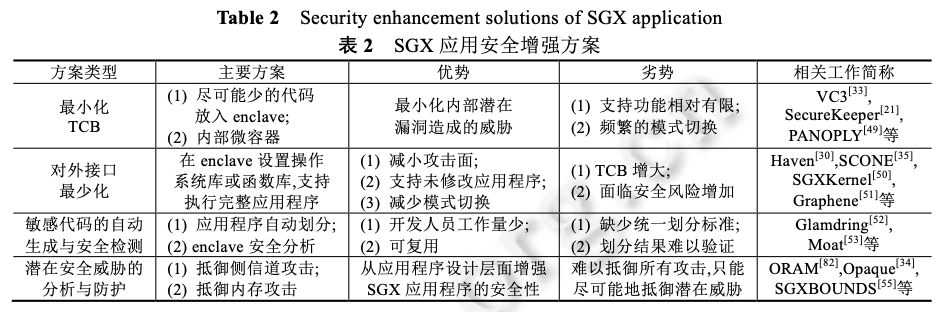 Table 2 Security enhancement solutions of SGX application
表 2 SGX 应用安全增强方案
方案类型 主要方案 优势 劣势 相关工作简称
最小化
TCB
(1) 尽可能少的代码
放入 enclave;
(2) 内部微容器
最小化内部潜在
漏洞造成的威胁
(1) 支持功能相对有限;
(2) 频繁的模式切换
VC3[33],
SecureKeeper[21],
PANOPLY[49]等
对外接口
最少化
在 enclave 设置操作
系统库或函数库,支持
执行完整应用程序
(1) 减小攻击面;
(2) 支持未修改应用程序;
(3) 减少模式切换
(1) TCB 增大;
(2) 面临安全风险增加
Haven[30],SCONE[35],
SGXKernel[50],
Graphene[51]等
敏感代码的自动
生成与安全检测
(1) 应用程序自动划分;
(2) enclave 安全分析
(1) 开发人员工作量少;
(2) 可复用
(1) 缺少统一划分标准;
(2) 划分结果难以验证
Glamdring[52],
Moat[53]等
潜在安全威胁的
分析与防护
(1) 抵御侧信道攻击;
(2) 抵御内存攻击
从应用程序设计层面增强
SGX 应用程序的安全性
难以抵御所有攻击,只能
尽可能地抵御潜在威胁
ORAM[82],Opaque[34],
SGXBOUNDS[55]等